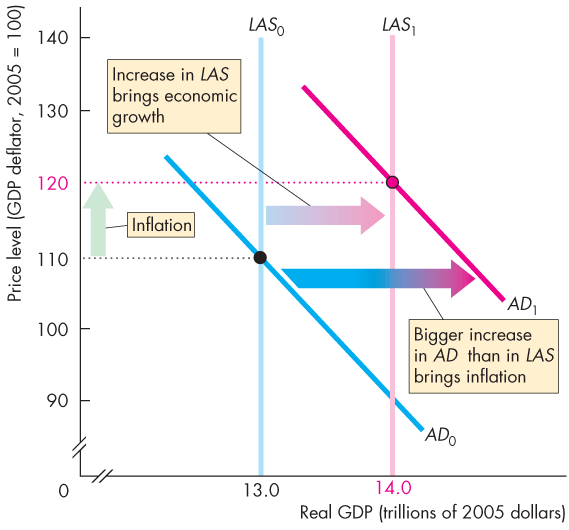 Price level (GDP deflator, 2005 = 100)
140
130
120
110
100
90
0
LAS₀
LAS₁
Increase in LAS
brings economic
growth
Inflation
AD₁
Bigger increase
in AD than in LAS
brings inflation
AD₀
13.0
14.0
Real GDP (trillions of 2005 dollars)